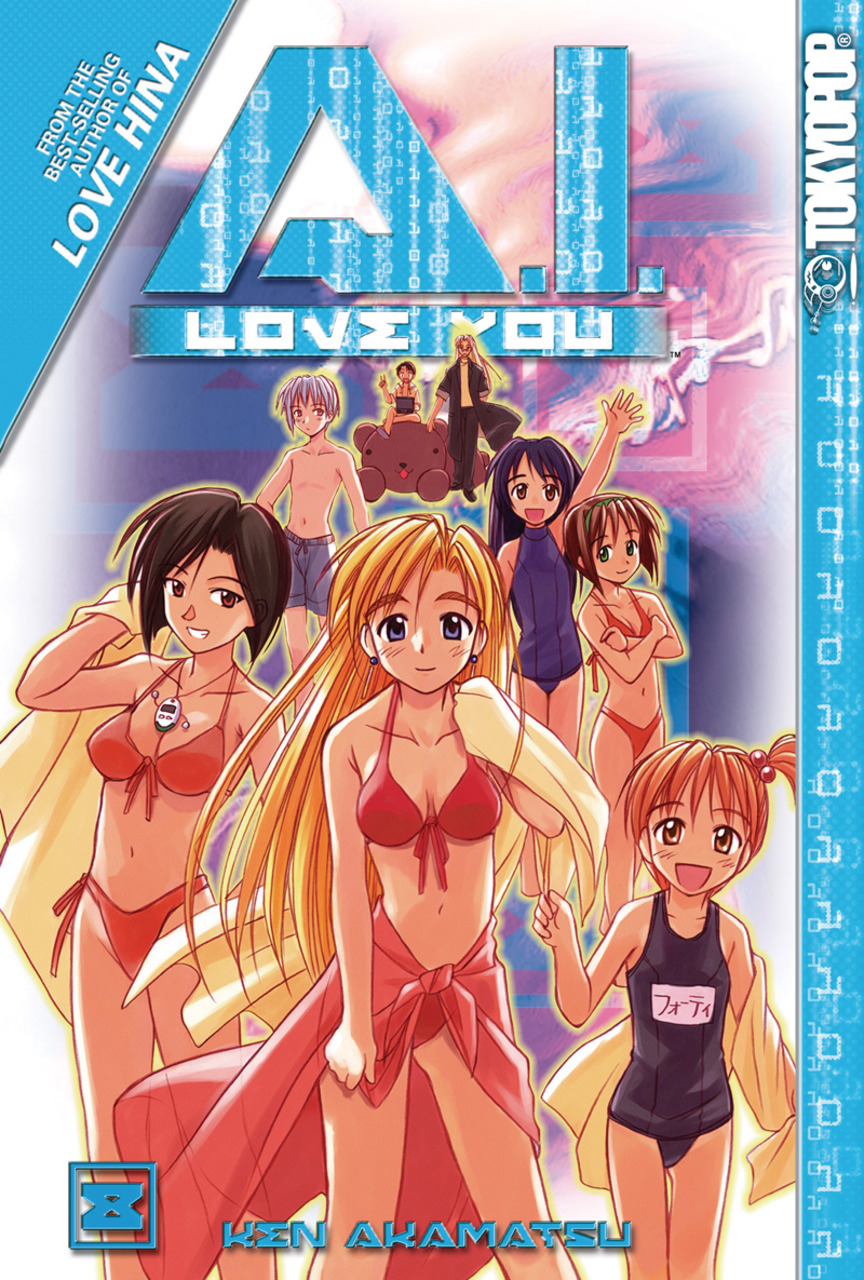 FROM THE
BEST-SELLING
AUTHOR OF
LOVE HINA
A.I.
LOVE YOU
™
TOKYOPOP®
フォーティ
8
KEN AKAMATSU